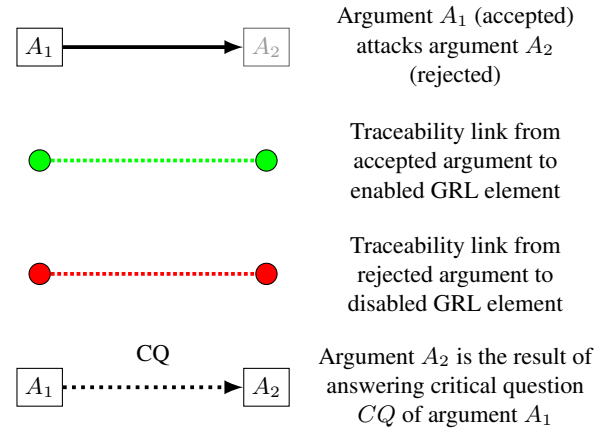 A₁ A₂ Argument A₁ (accepted)
attacks argument A₂
(rejected)
Traceability link from
accepted argument to
enabled GRL element
Traceability link from
rejected argument to
disabled GRL element
CQ
A₁ A₂ Argument A₂ is the result of
answering critical question
CQ of argument A₁